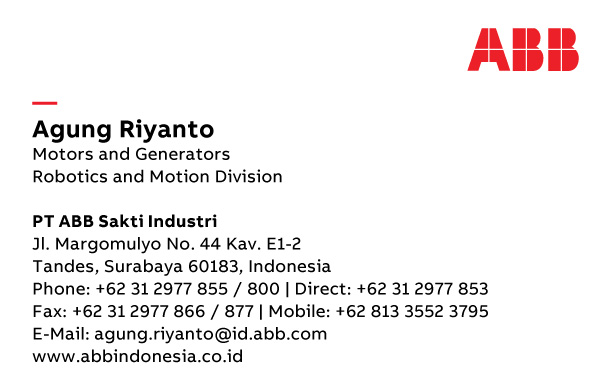 ABB
Agung Riyanto
Motors and Generators
Robotics and Motion Division
PT ABB Sakti Industri
Jl. Margomulyo No. 44 Kav. E1-2
Tandes, Surabaya 60183, Indonesia
Phone: +62 31 2977 855 / 800 | Direct: +62 31 2977 853
Fax: +62 31 2977 866 / 877 | Mobile: +62 813 3552 3795
E-Mail: agung.riyanto@id.abb.com
www.abbindonesia.co.id